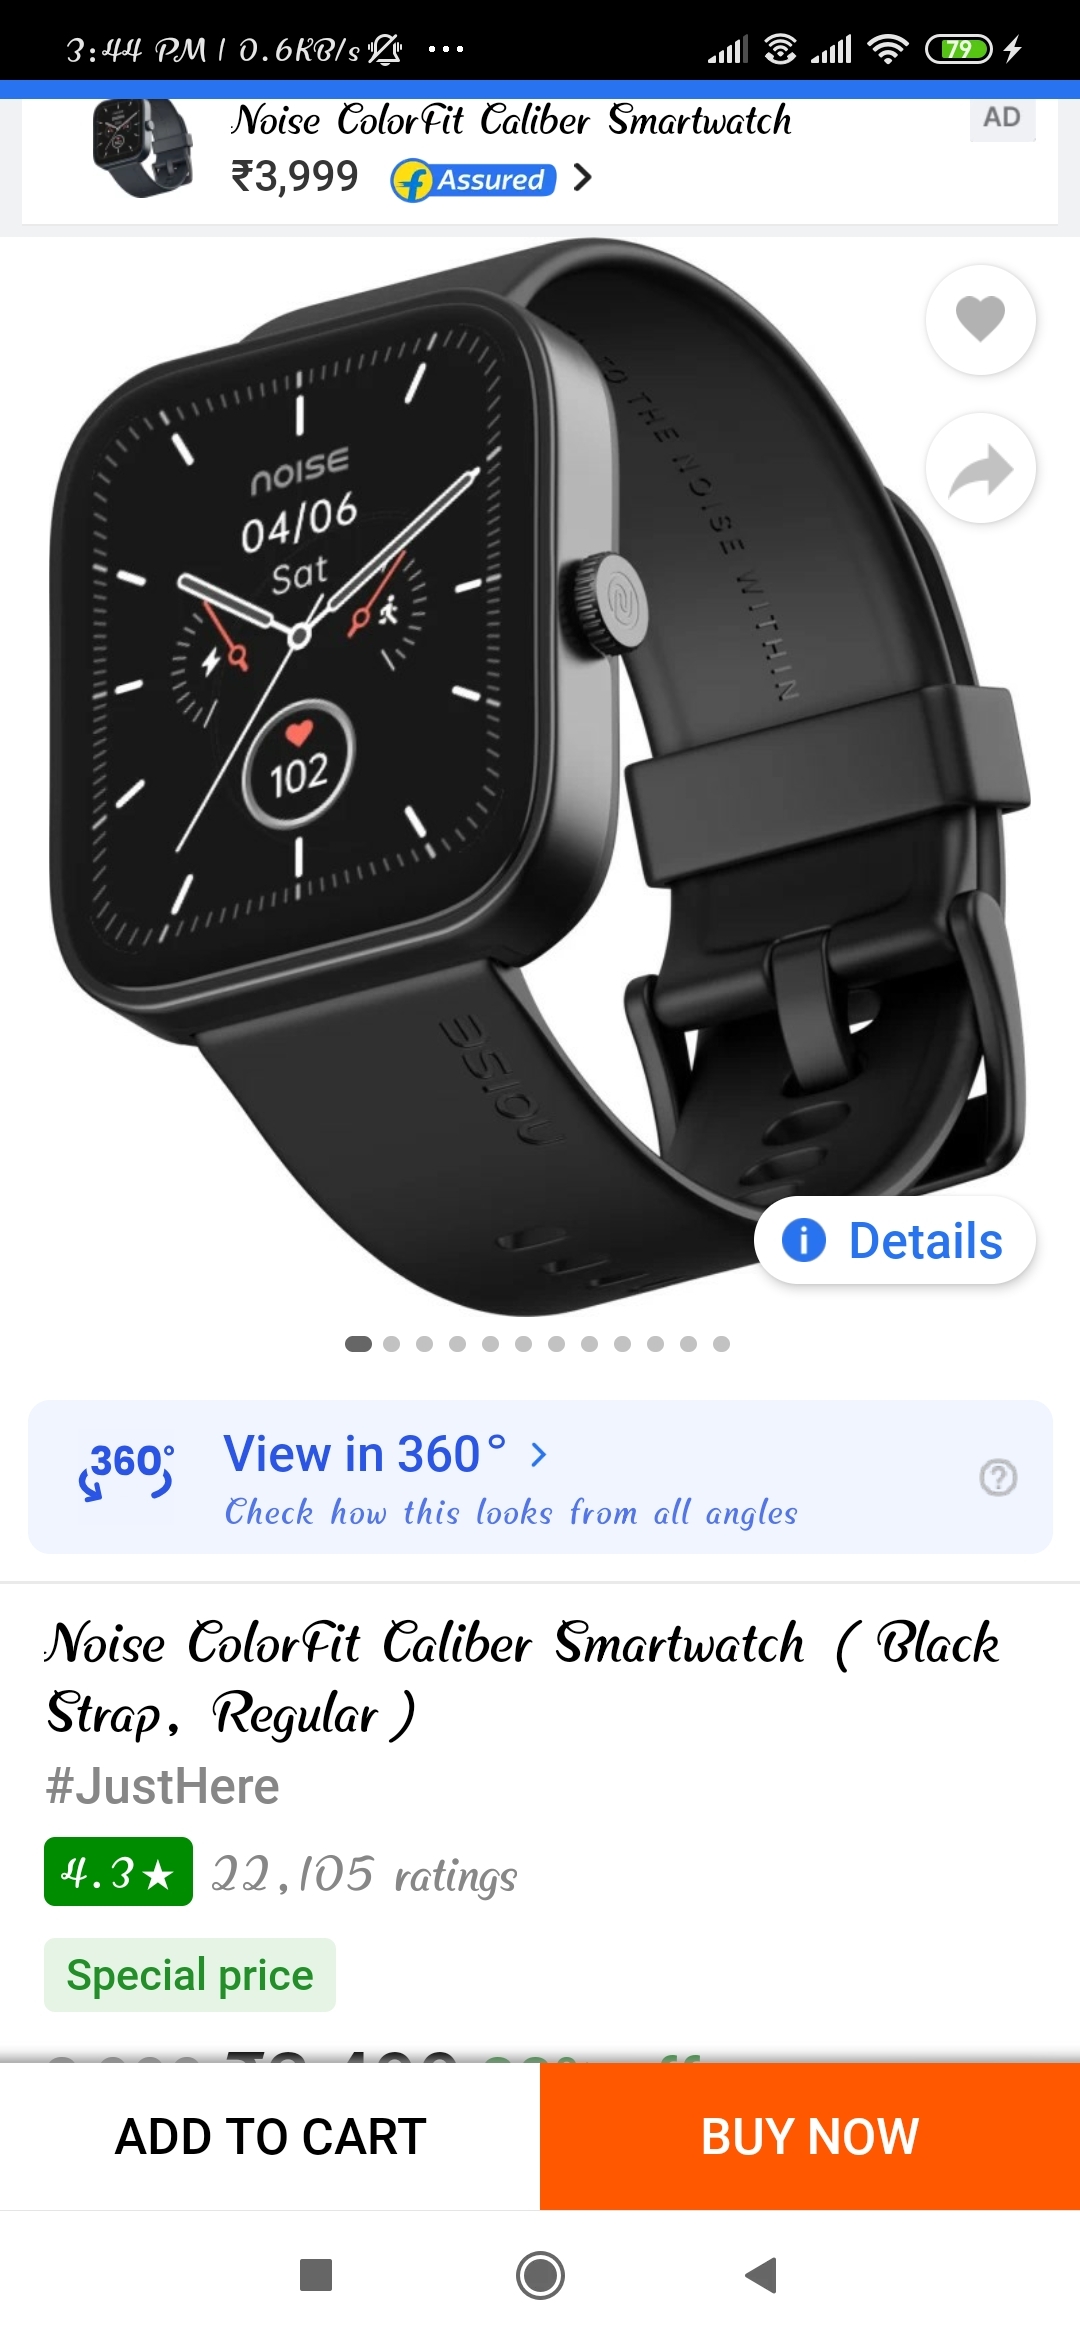 3:44 PM | 0.6KB/s ...
79
Noise ColorFit Caliber Smartwatch
AD
₹3,999 Assured
TO THE NOISE WITHIN
noise
04/06
Sat
102
noise
Details
360°
View in 360°
Check how this looks from all angles
Noise ColorFit Caliber Smartwatch ( Black
Strap, Regular )
#JustHere
4.3★ 22,105 ratings
Special price
ADD TO CART
BUY NOW